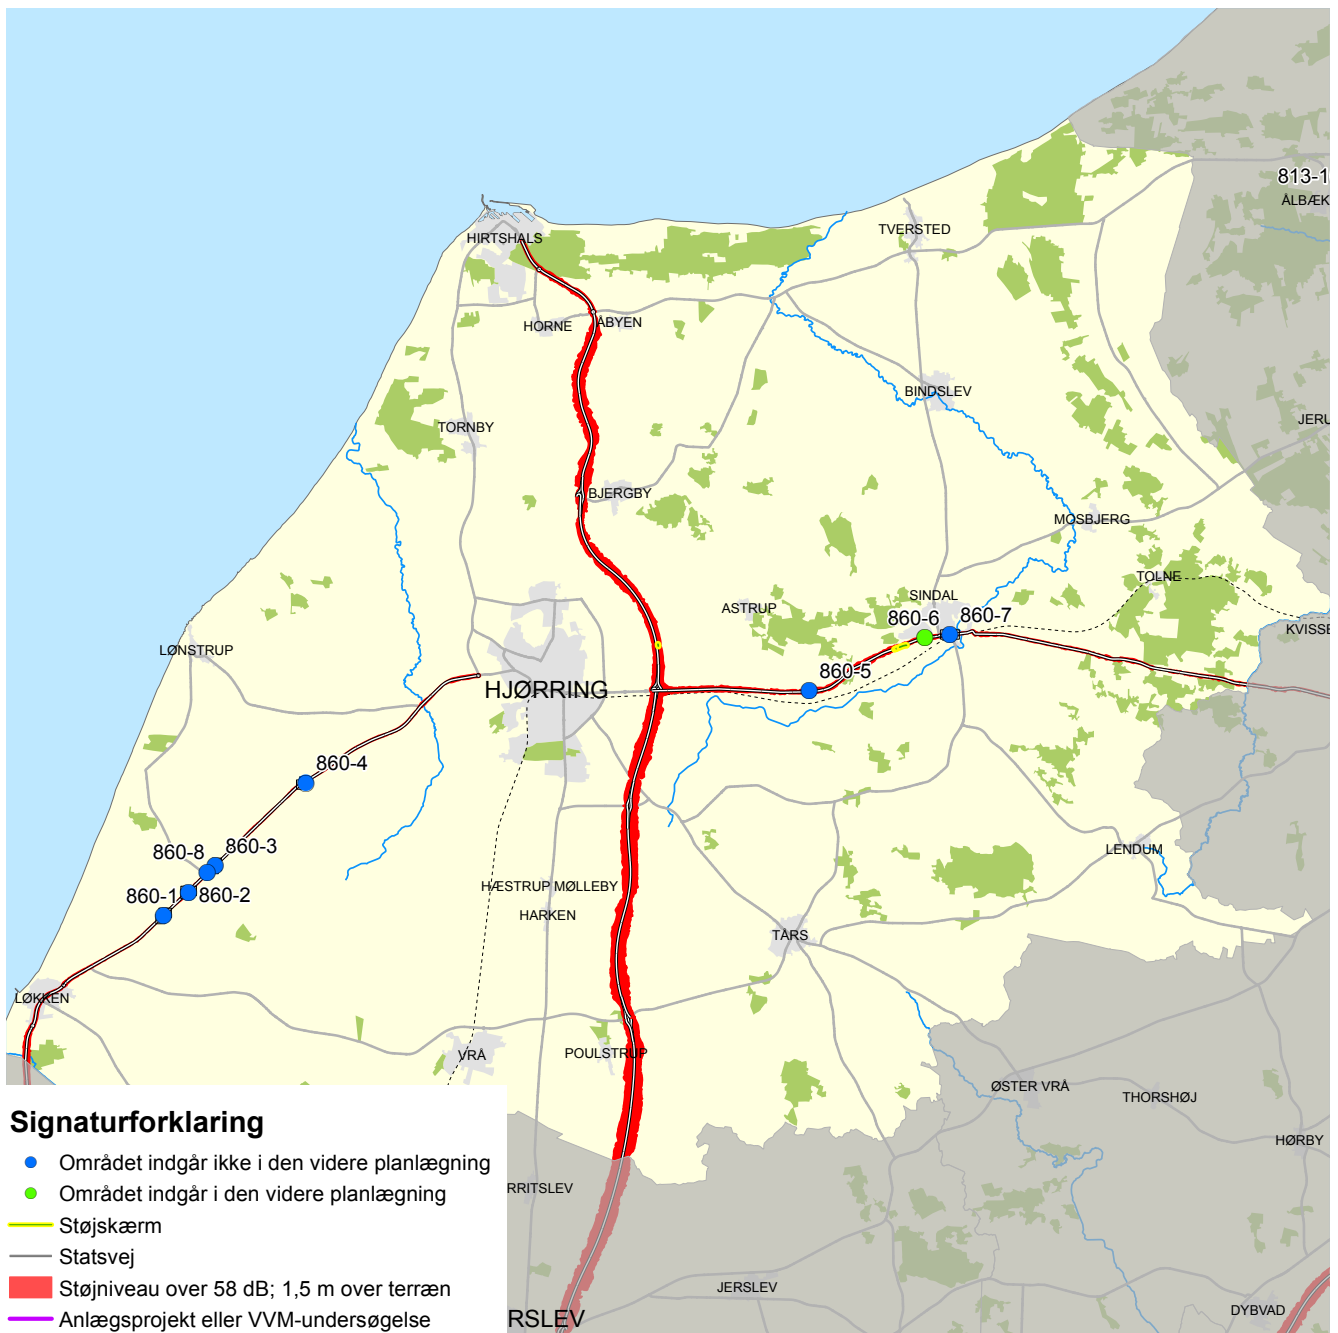 813-1
ÅLBÆK
TVERSTED
HIRTSHALS
HORNE
ÅBYEN
BINDSLEV
JERU
TORNBY
BJERGBY
MOSBJERG
TOLNE
SINDAL
ASTRUP
860-6
860-7
KVISSE
LØNSTRUP
860-5
HJØRRING
860-4
860-8
860-3
LENDUM
HÆSTRUP MØLLEBY
860-1
860-2
HARKEN
TÅRS
LØKKEN
VRÅ
POULSTRUP
ØSTER VRÅ
THORSHØJ
HØRBY
RRITSLEV
JERSLEV
DYBVAD
RSLEV
Signaturforklaring
Området indgår ikke i den videre planlægning
Området indgår i den videre planlægning
Støjskærm
Statsvej
Støjniveau over 58 dB; 1,5 m over terræn
Anlægsprojekt eller VVM-undersøgelse